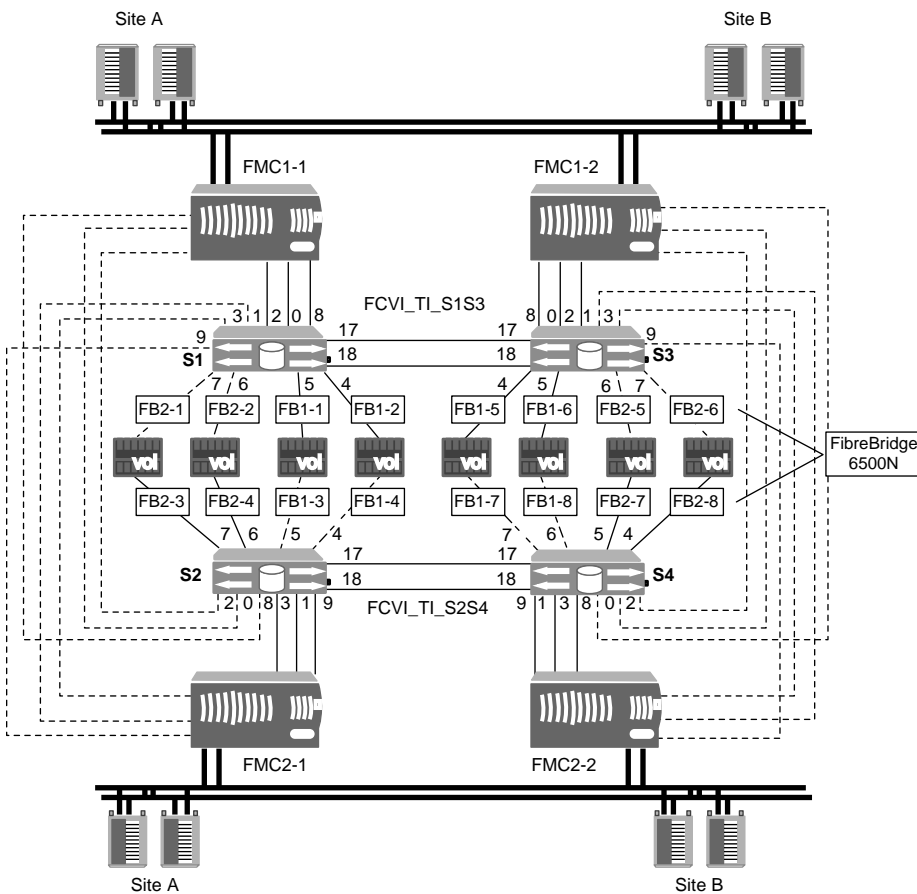 Site A
Site B
FMC1-1
FMC1-2
FCVI_TI_S1S3
3 1 2 0 8
8 0 2 1 3
9
17
17
9
S1
18
18
S3
7 6 5 4
4 5 6 7
FB2-1 FB2-2 FB1-1 FB1-2
FB1-5 FB1-6 FB2-5 FB2-6
vol vol vol vol
vol vol vol vol
FibreBridge
6500N
FB2-3 FB2-4 FB1-3 FB1-4
FB1-7 FB1-8 FB2-7 FB2-8
7 6 5 4
7 6 5 4
17
17
S2
18
18
S4
2 0 8 3 1 9
FCVI_TI_S2S4
9 1 3 8 0 2
FMC2-1
FMC2-2
Site A
Site B